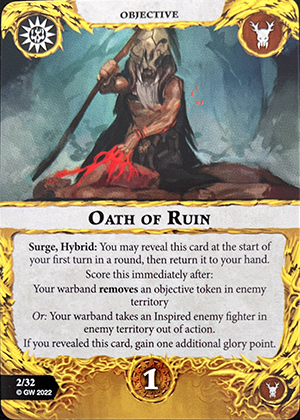 OBJECTIVE
OATH OF RUIN
Surge, Hybrid: You may reveal this card at the start of
your first turn in a round, then return it to your hand.
Score this immediately after:
Your warband removes an objective token in enemy
territory
Or: Your warband takes an Inspired enemy fighter in
enemy territory out of action.
If you revealed this card, gain one additional glory point.
2/32
© GW 2022
1